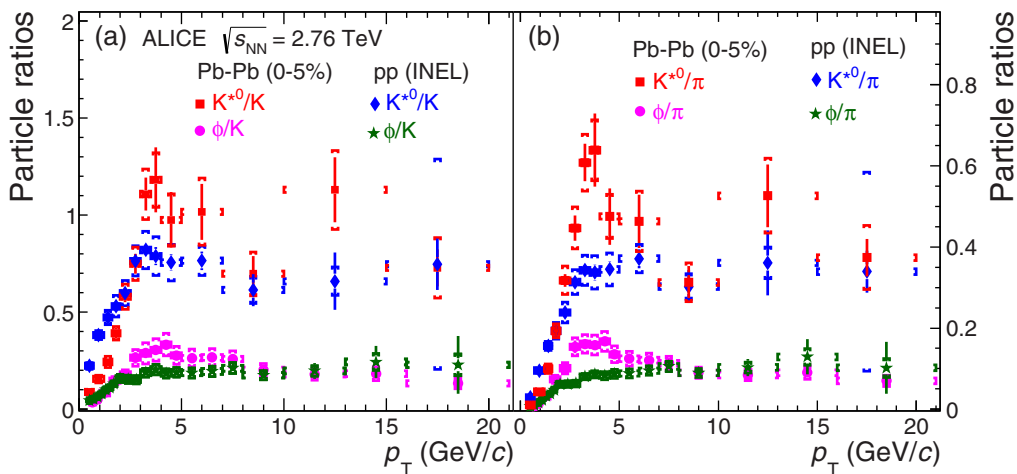 (a) ALICE √s_NN = 2.76 TeV
Pb-Pb (0-5%) pp (INEL)
K*0/K K*0/K
ϕ/K ϕ/K
Particle ratios
2
1.5
1
0.5
0
0 5 10 15 20
p_T (GeV/c)
(b)
Pb-Pb (0-5%) pp (INEL)
K*0/π K*0/π
ϕ/π ϕ/π
Particle ratios
0.8
0.6
0.4
0.2
0
0 5 10 15 20
p_T (GeV/c)